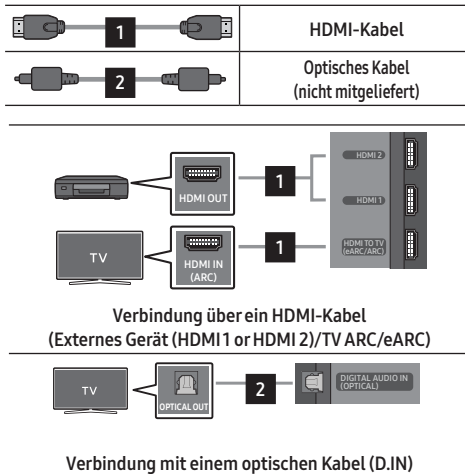 1
HDMI-Kabel
2
Optisches Kabel
(nicht mitgeliefert)
HDMI OUT
1
HDMI 2
HDMI 1
TV
HDMI IN
(ARC)
1
HDMI TO TV
(eARC/ARC)
Verbindung über ein HDMI-Kabel
(Externes Gerät (HDMI 1 or HDMI 2)/TV ARC/eARC)
TV
OPTICAL OUT
2
DIGITAL AUDIO IN
(OPTICAL)
Verbindung mit einem optischen Kabel (D.IN)